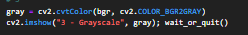 gray = cv2.cvtColor(bgr, cv2.COLOR_BGR2GRAY)
cv2.imshow("3 - Grayscale", gray); wait_or_quit()